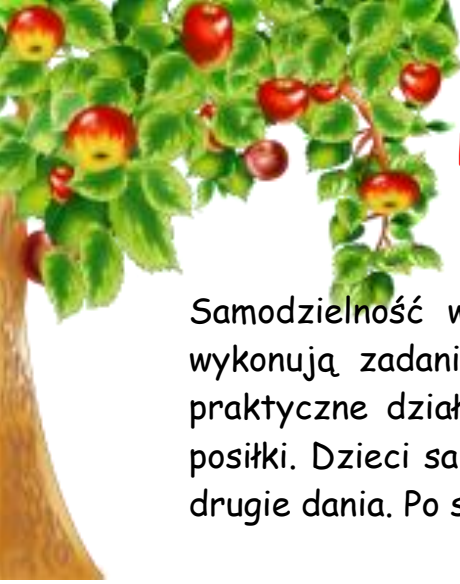 Samodzielność w
wykonują zadani
praktyczne dział
posiłki. Dzieci sa
drugie dania. Po s